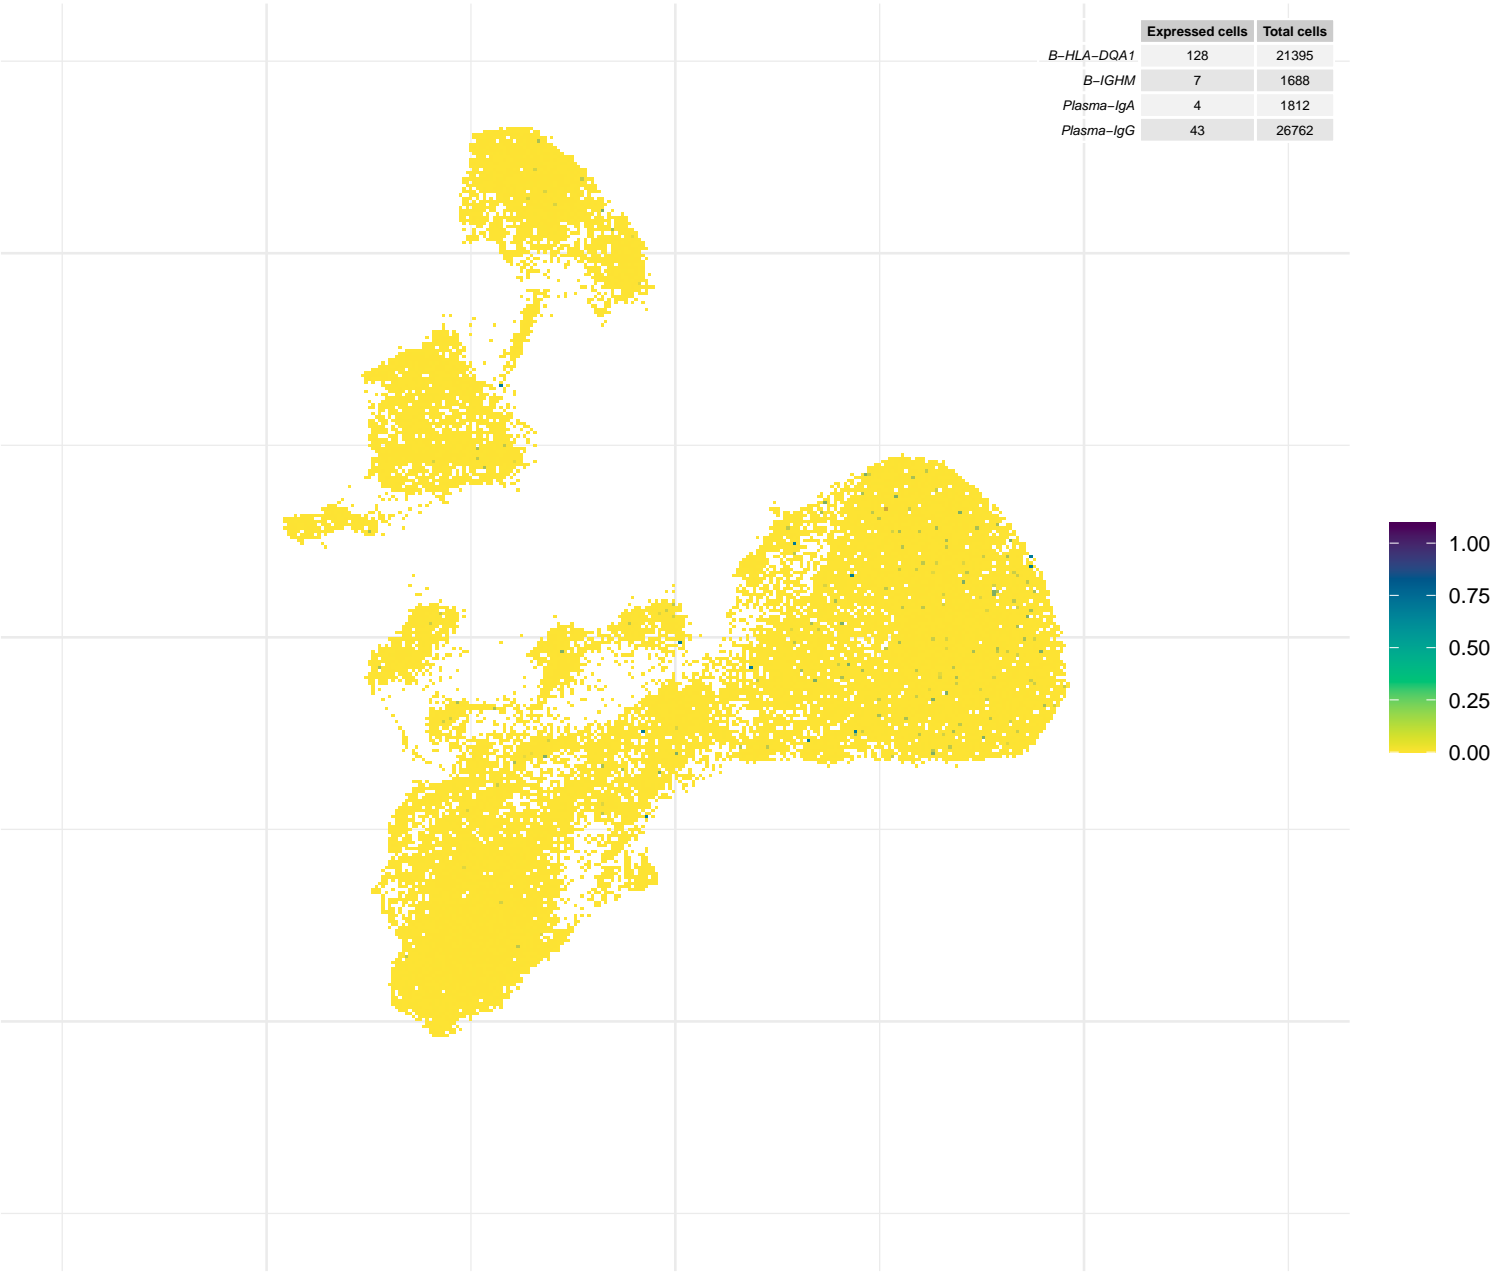 Expressed cells Total cells
B−HLA−DQA1 128 21395
B−IGHM 7 1688
Plasma−IgA 4 1812
Plasma−IgG 43 26762
1.00
0.75
0.50
0.25
0.00